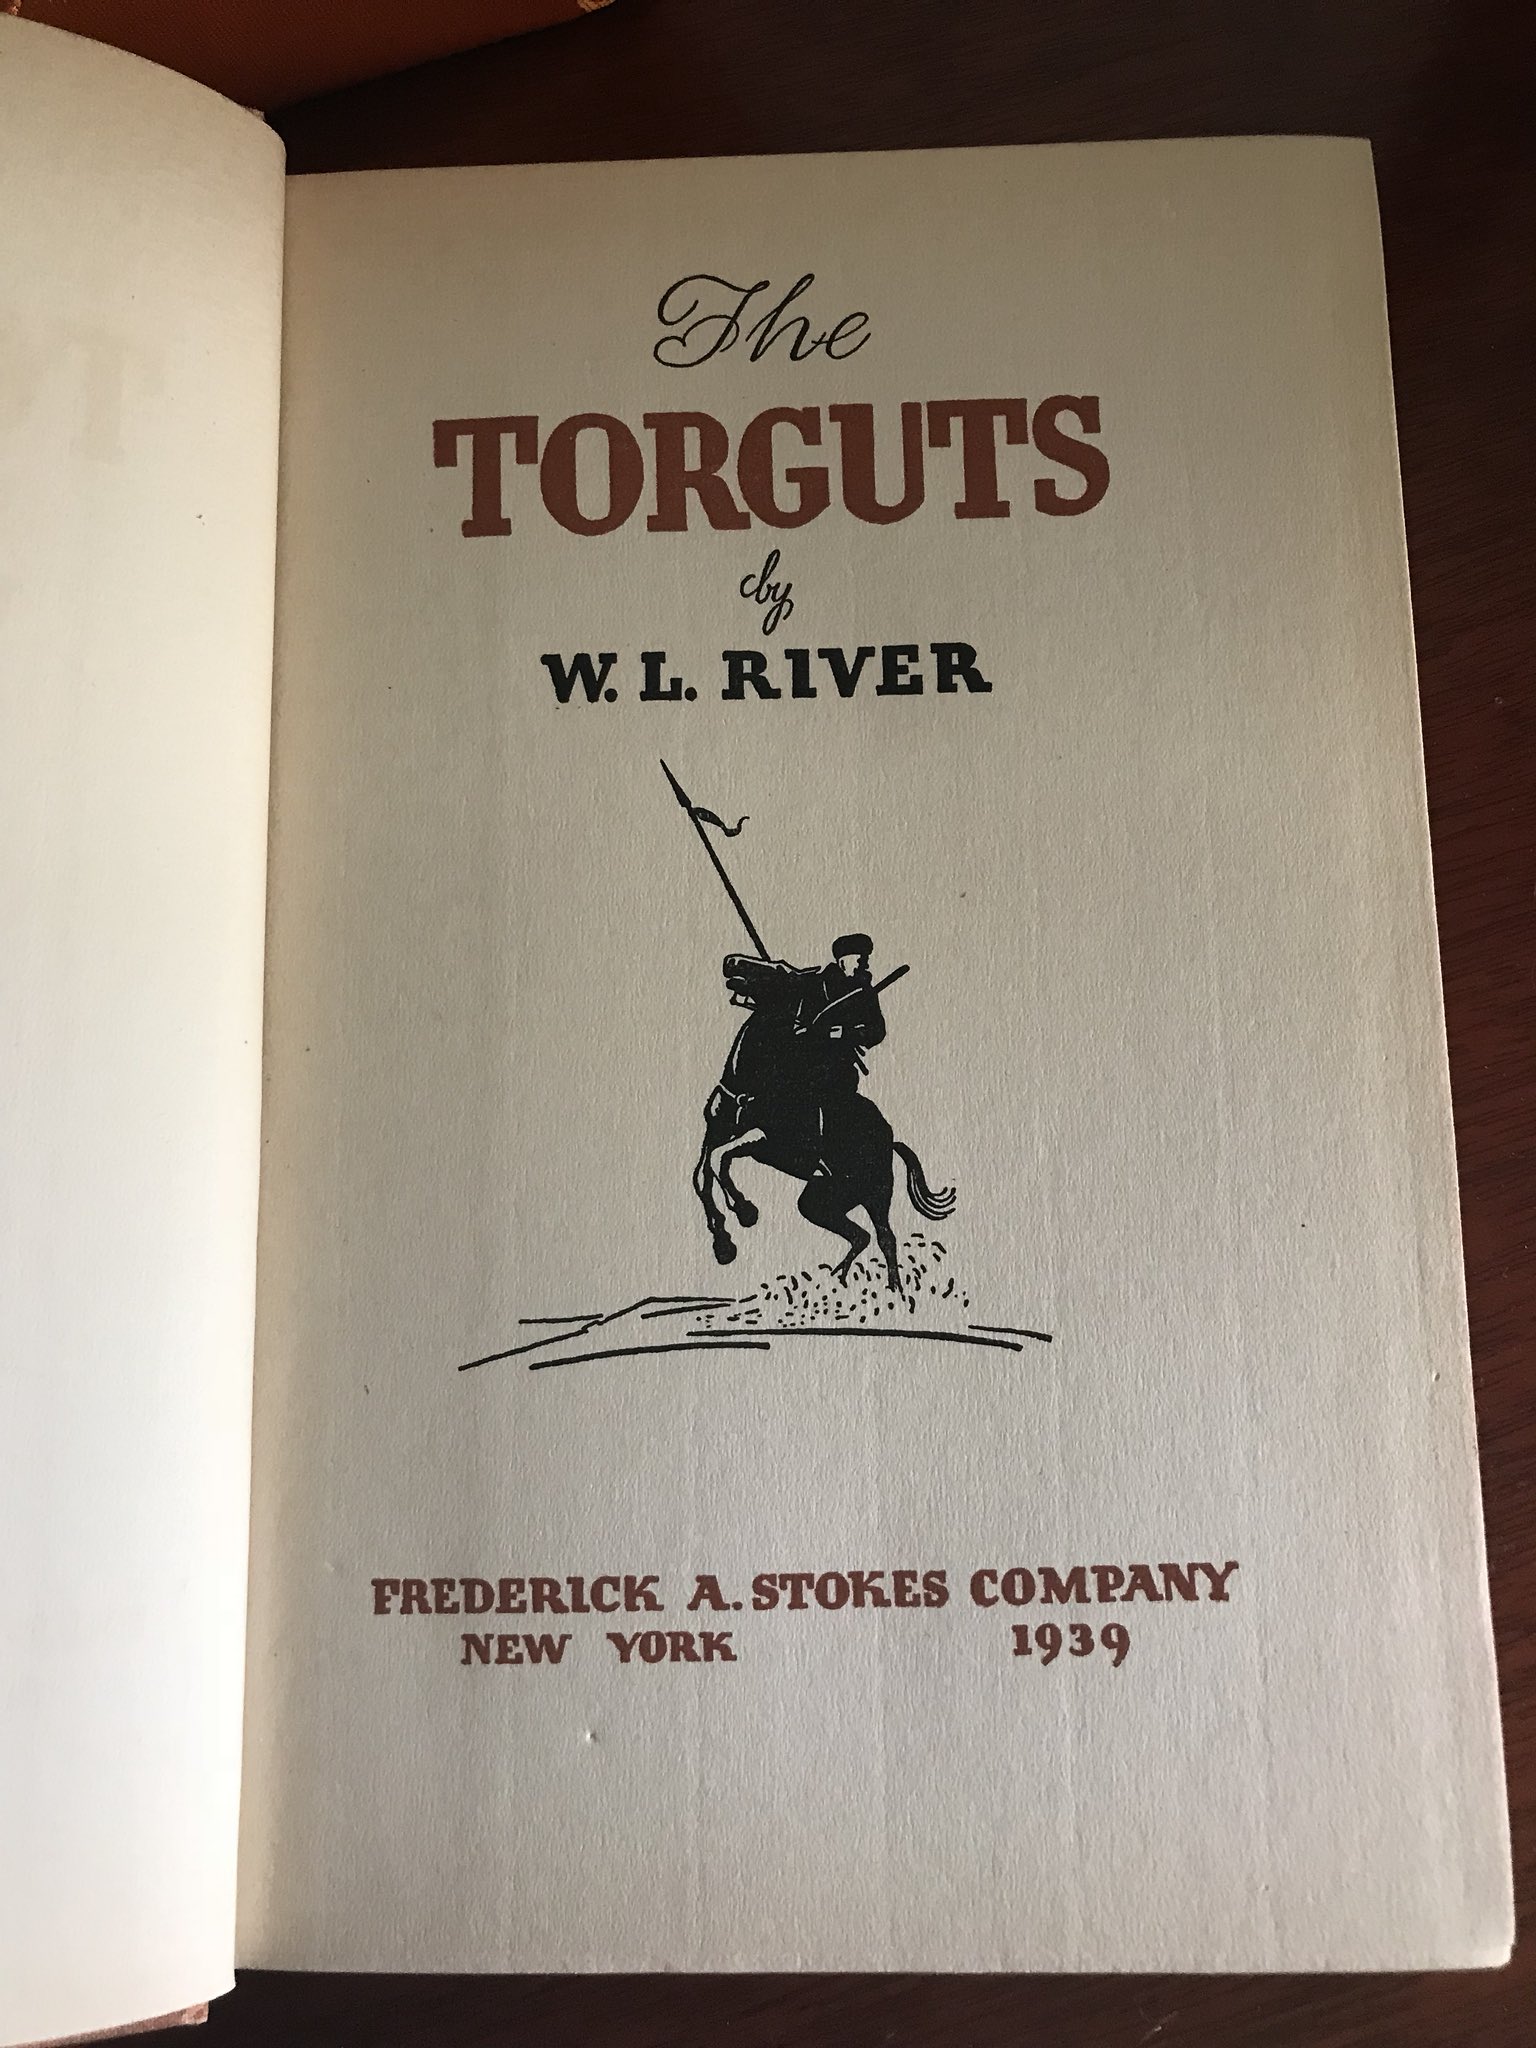 The
TORGUTS
by
W. L. RIVER
FREDERICK A. STOKES COMPANY
NEW YORK 1939